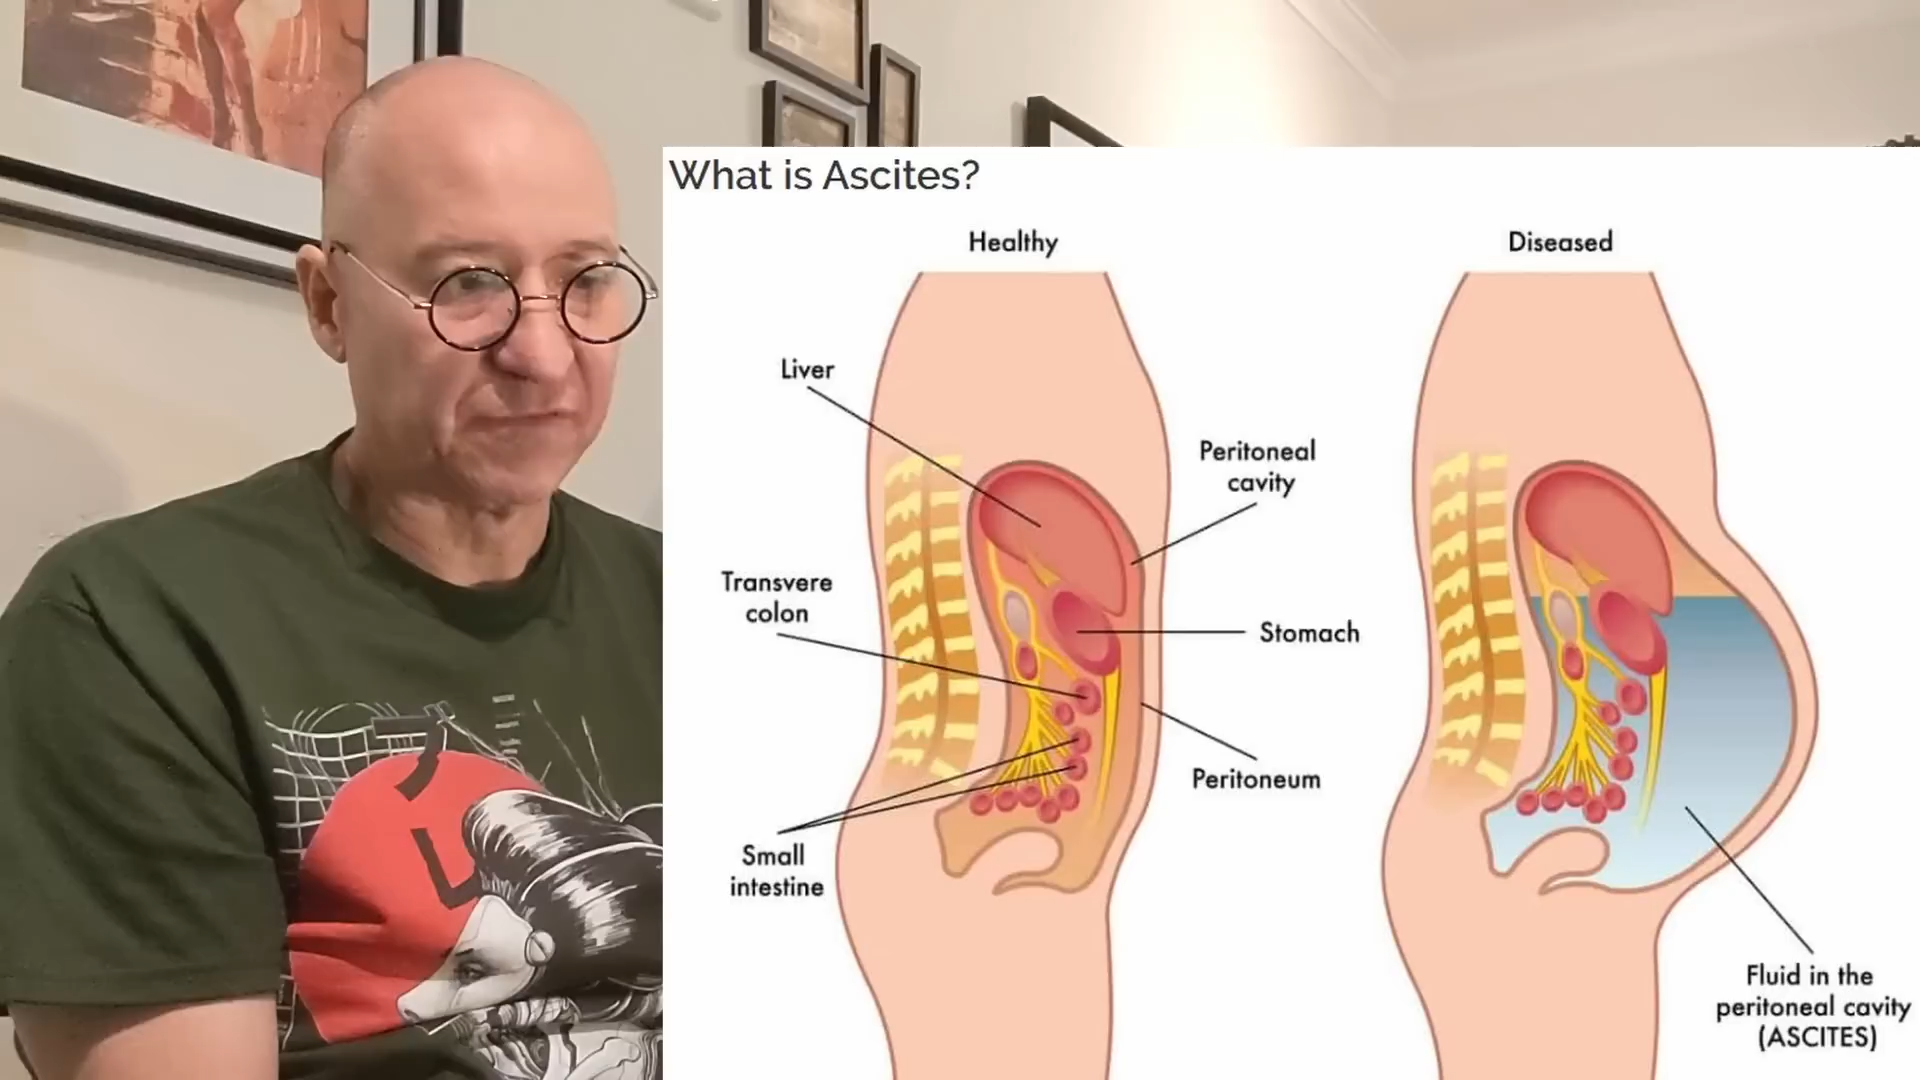 What is Ascites?
Healthy
Diseased
Liver
Peritoneal
cavity
Transvere
colon
Stomach
Peritoneum
Small
intestine
Fluid in the
peritoneal cavity
(ASCITES)